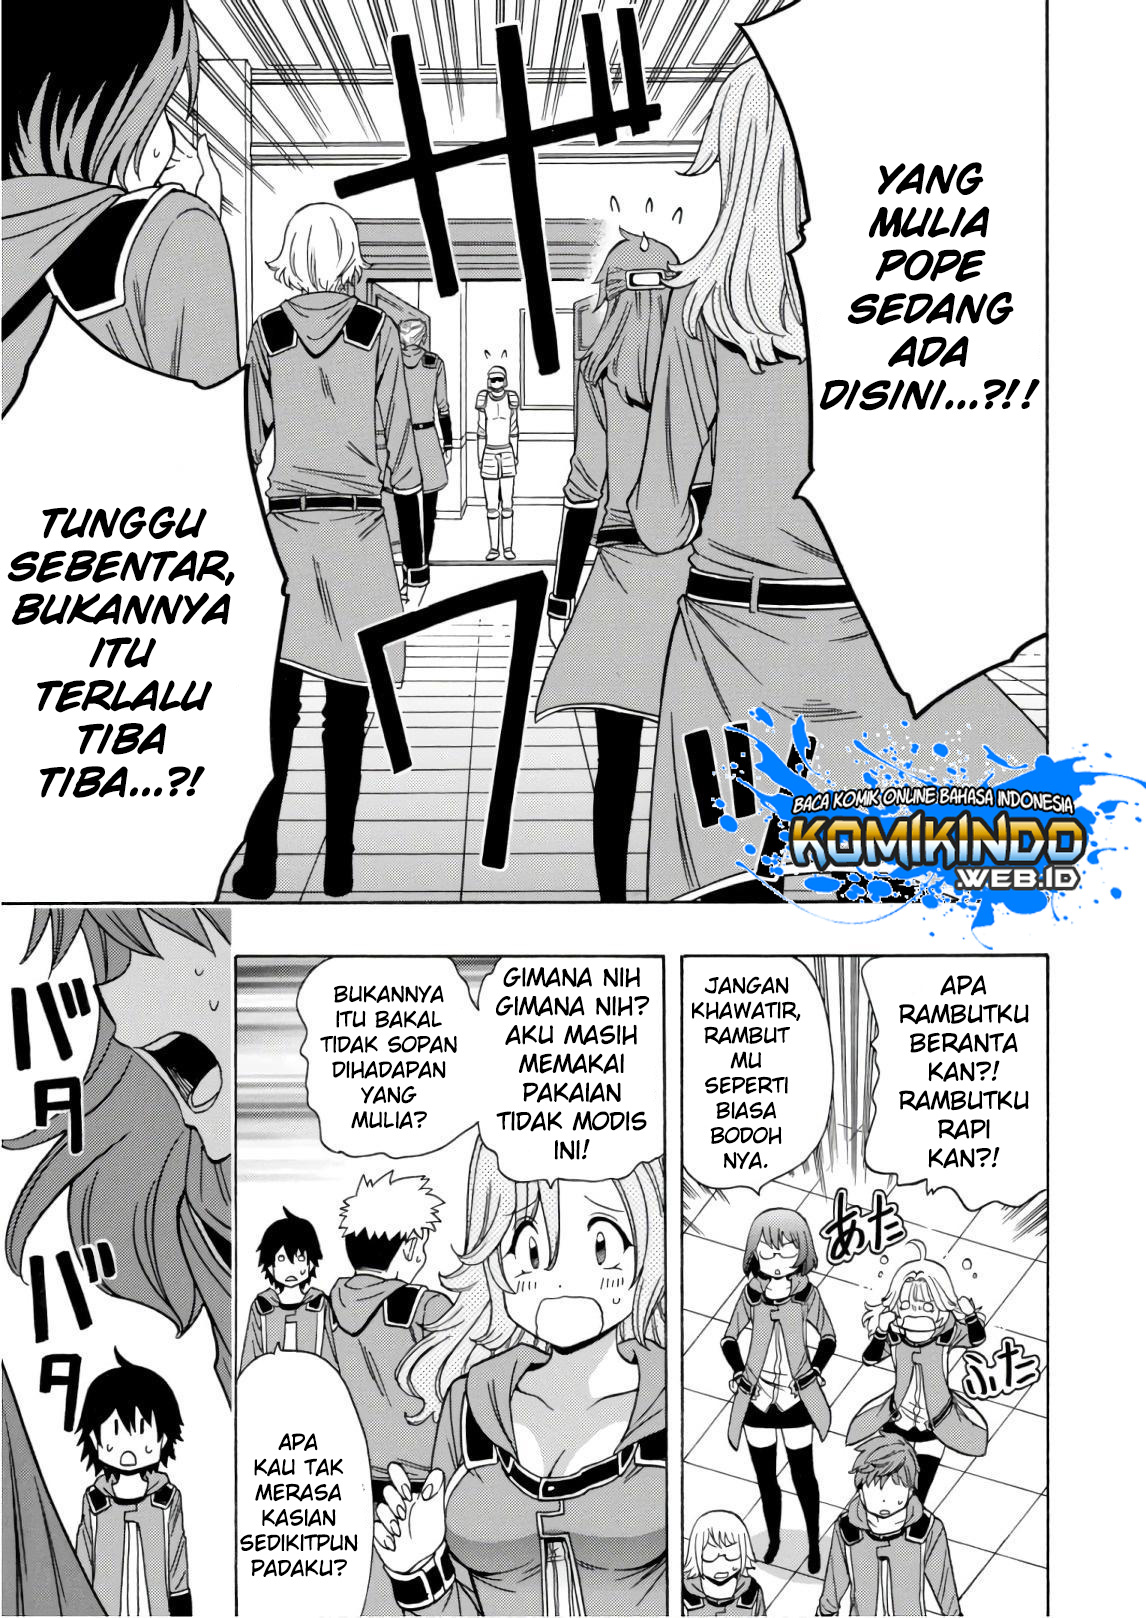 YANG
MULIA
POPE
SEDANG
ADA
DISINI...?!!
TUNGGU
SEBENTAR,
BUKANNYA
ITU
TERLALU
TIBA
TIBA...?!
BACA KOMIK ONLINE BAHASA INDONESIA
KOMIKINDO
.WEB.ID
APA
RAMBUTKU
BERANTA
KAN?!
RAMBUTKU
RAPI
KAN?!
JANGAN
KHAWATIR,
RAMBUT
MU
SEPERTI
BIASA
BODOH
NYA.
あた
ふた
GIMANA NIH
GIMANA NIH?
AKU MASIH
MEMAKAI
PAKAIAN
TIDAK MODIS
INI!
BUKANNYA
ITU BAKAL
TIDAK SOPAN
DIHADAPAN
YANG
MULIA?
APA
KAU TAK
MERASA
KASIAN
SEDIKITPUN
PADAKU?
バタ
バタ